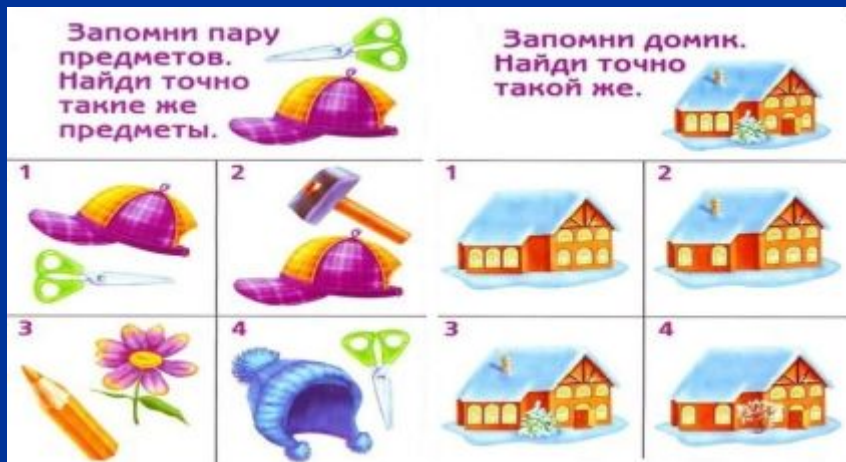 Запомни пару
предметов.
Найди точно
такие же
предметы.
1
2
3
4
Запомни домик.
Найди точно
такой же.
1
2
3
4